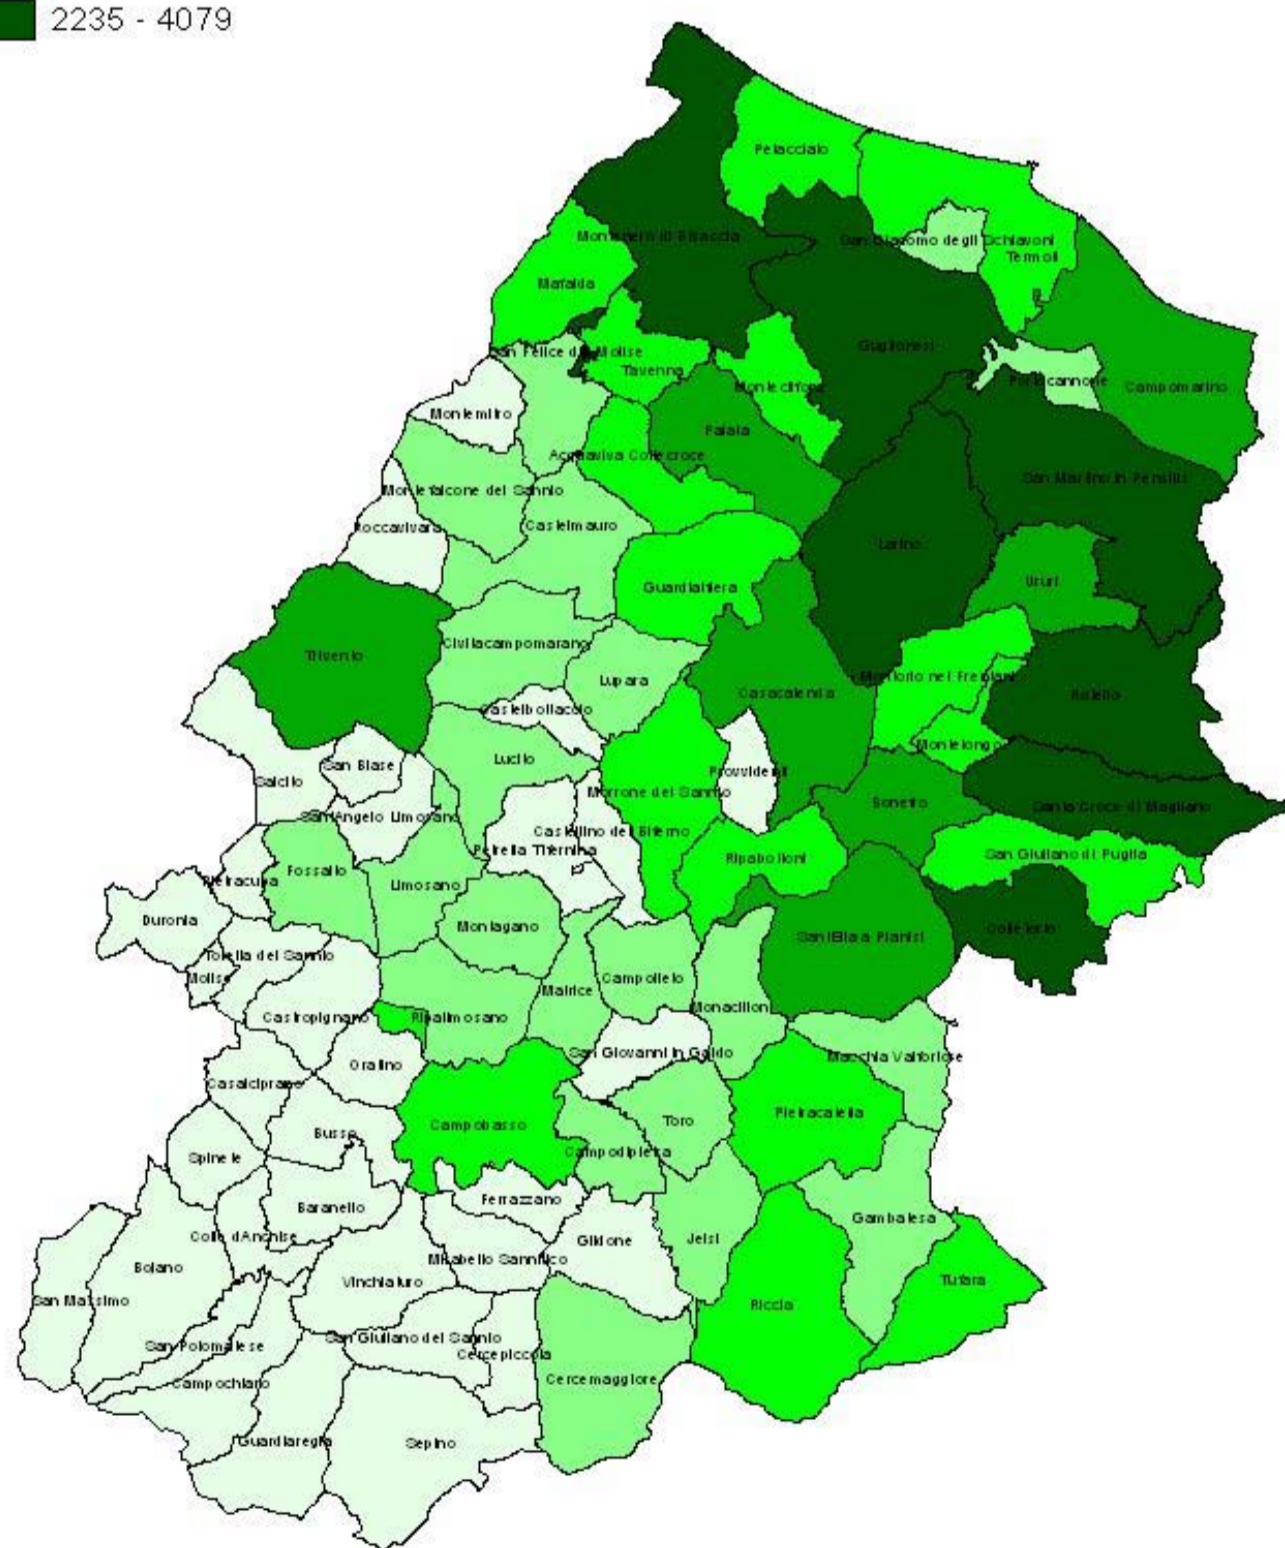 2235 - 4079
Petacciato
San Giacomo degli Schiavoni
Montenero di Bisaccia
Termoli
Mafalda
Guglionesi
San Felice del Molise
Tavenna
Portocannone
Montecilfone
Campomarino
Montemitro
Palata
Acquaviva Collecroce
San Martino in Pensilis
Montefalcone del Sannio
Castelmauro
Roccavivara
Larino
Ururi
Guardialfiera
Civitacampomarano
Trivento
Lupara
Montorio nei Frentani
Casacalenda
Rotello
Castelbottaccio
Montelongo
Lucito
San Biase
Provvidenti
Salcito
Morrone del Sannio
Bonefro
Santa Croce di Magliano
Sant'Angelo Limosano
Castellino del Biferno
Petrella Tifernina
San Giuliano di Puglia
Ripabottoni
Fossalto
Pietracupa
Limosano
Duronia
Montagano
Colletorto
Sant'Elia a Pianisi
Torella del Sannio
Molise
Campolieto
Matrice
Monacilioni
Castropignano
Ripalimosano
San Giovanni in Galdo
Macchia Valfortore
Oratino
Casalciprano
Pietracatella
Toro
Campobasso
Busso
Campodipietra
Spinete
Ferrazzano
Baranello
Gambatesa
Colle d'Anchise
Jelsi
Gildone
Mirabello Sannitico
Bojano
Vinchiaturo
Tufara
San Massimo
Riccia
San Giuliano del Sannio
San Polomatese
Cercepiccola
Cercemaggiore
Campochiaro
Guardiaregia
Sepino